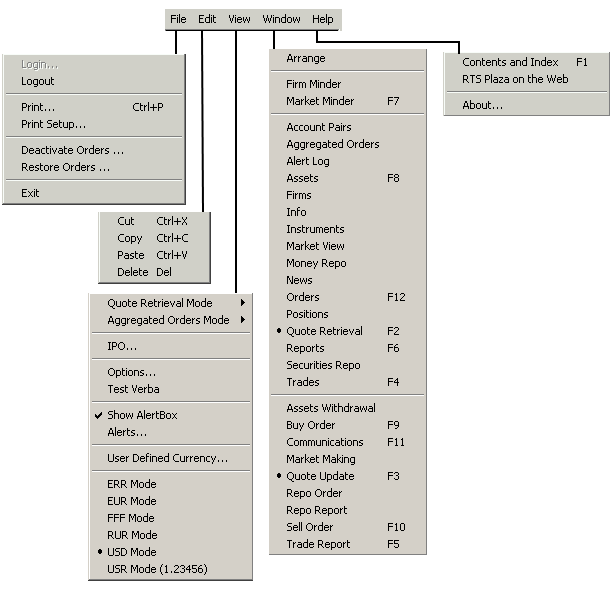 File Edit View Window Help
Login...
Logout
Print... Ctrl+P
Print Setup...
Deactivate Orders ...
Restore Orders ...
Exit
Cut Ctrl+X
Copy Ctrl+C
Paste Ctrl+V
Delete Del
Quote Retrieval Mode
Aggregated Orders Mode
IPO...
Options...
Test Verba
Show AlertBox
Alerts...
User Defined Currency...
ERR Mode
EUR Mode
FFF Mode
RUR Mode
USD Mode
USR Mode (1.23456)
Arrange
Firm Minder
Market Minder F7
Account Pairs
Aggregated Orders
Alert Log
Assets F8
Firms
Info
Instruments
Market View
Money Repo
News
Orders F12
Positions
Quote Retrieval F2
Reports F6
Securities Repo
Trades F4
Assets Withdrawal
Buy Order F9
Communications F11
Market Making
Quote Update F3
Repo Order
Repo Report
Sell Order F10
Trade Report F5
Contents and Index F1
RTS Plaza on the Web
About...